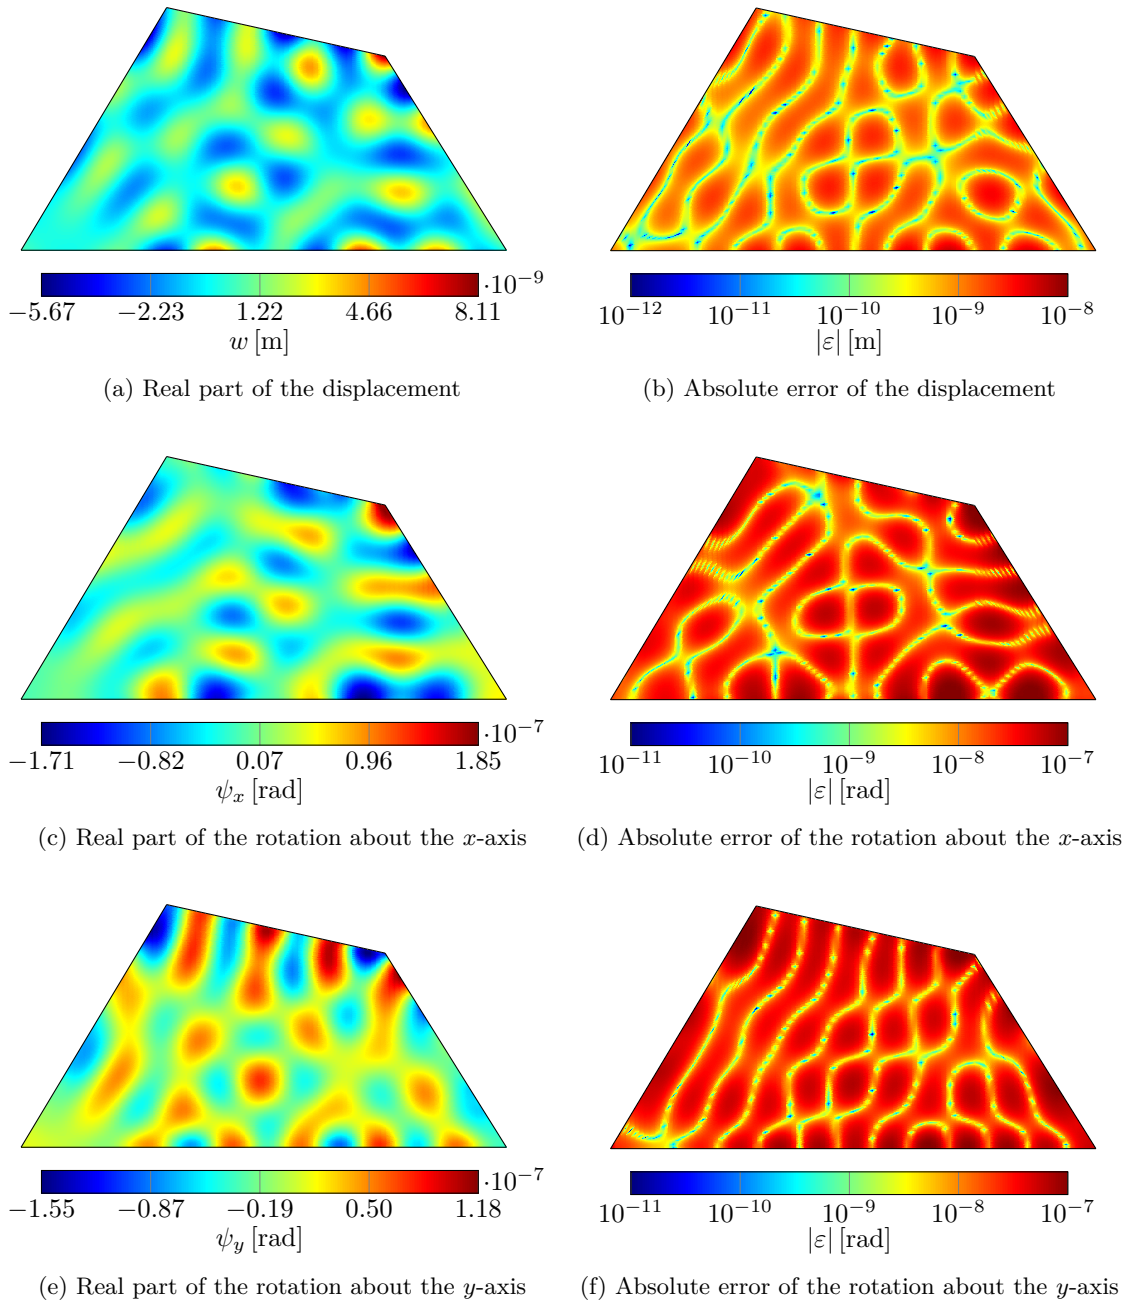 −5.67 −2.23 1.22 4.66 8.11 ·10⁻⁹
w [m]
10⁻¹² 10⁻¹¹ 10⁻¹⁰ 10⁻⁹ 10⁻⁸
|ε| [m]
(a) Real part of the displacement
(b) Absolute error of the displacement
−1.71 −0.82 0.07 0.96 1.85 ·10⁻⁷
ψₓ [rad]
10⁻¹¹ 10⁻¹⁰ 10⁻⁹ 10⁻⁸ 10⁻⁷
|ε| [rad]
(c) Real part of the rotation about the x-axis
(d) Absolute error of the rotation about the x-axis
−1.55 −0.87 −0.19 0.50 1.18 ·10⁻⁷
ψ_y [rad]
10⁻¹¹ 10⁻¹⁰ 10⁻⁹ 10⁻⁸ 10⁻⁷
|ε| [rad]
(e) Real part of the rotation about the y-axis
(f) Absolute error of the rotation about the y-axis